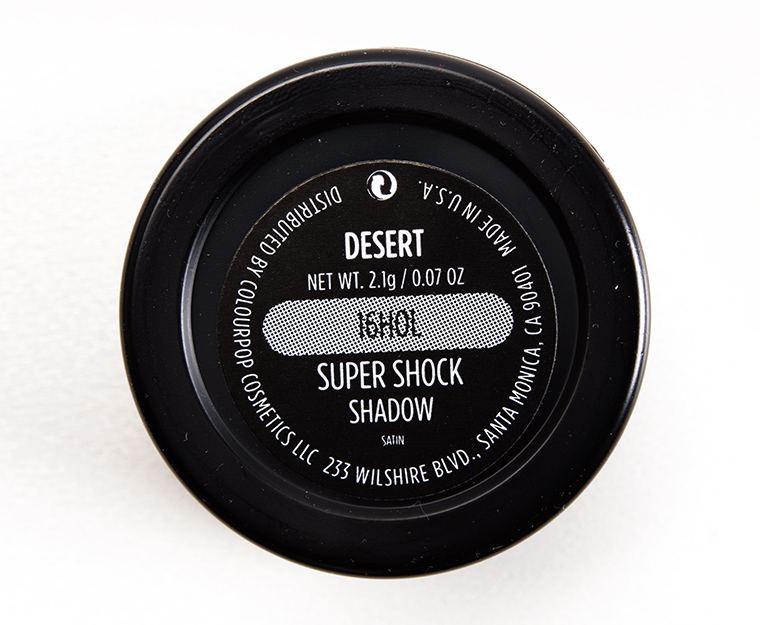 DESERT
NET WT. 2.1g / 0.07 OZ
16HOL
SUPER SHOCK
SHADOW
SATIN
DISTRIBUTED BY COLOURPOP COSMETICS LLC 233 WILSHIRE BLVD., SANTA MONICA, CA 90401 MADE IN U.S.A.